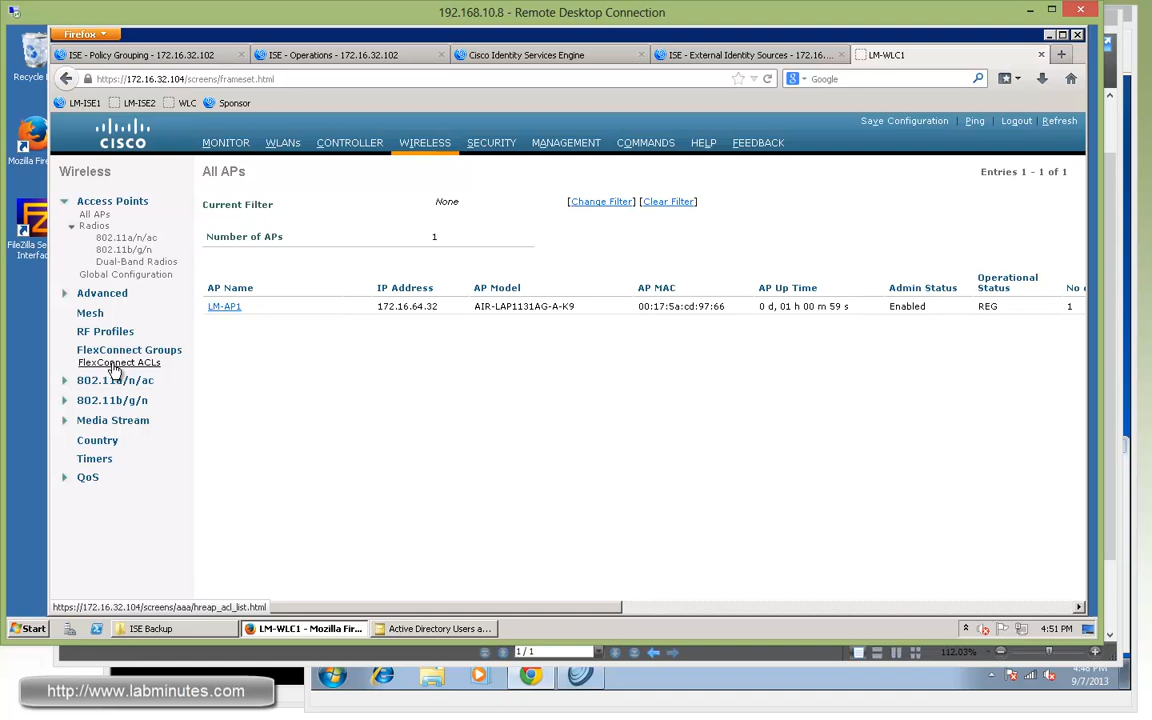 192.168.10.8 - Remote Desktop Connection
Firefox
ISE - Policy Grouping - 172.16.32.102
ISE - Operations - 172.16.32.102
Cisco Identity Services Engine
ISE - External Identity Sources - 172.16....
LM-WLC1
https://172.16.32.104/screens/frameset.html
Google
LM-ISE1
LM-ISE2
WLC
Sponsor
Recycle
Mozilla Fire
FileZilla Se
Interfac
CISCO
MONITOR
WLANs
CONTROLLER
WIRELESS
SECURITY
MANAGEMENT
COMMANDS
HELP
FEEDBACK
Save Configuration
Ping
Logout
Refresh
Wireless
Access Points
All APs
Radios
802.11a/n/ac
802.11b/g/n
Dual-Band Radios
Global Configuration
Advanced
Mesh
RF Profiles
FlexConnect Groups
FlexConnect ACLs
802.11a/n/ac
802.11b/g/n
Media Stream
Country
Timers
QoS
All APs
Entries 1 - 1 of 1
Current Filter
None
[Change Filter] [Clear Filter]
Number of APs
1
AP Name
IP Address
AP Model
AP MAC
AP Up Time
Admin Status
Operational
Status
No
LM-AP1
172.16.64.32
AIR-LAP1131AG-A-K9
00:17:5a:cd:97:66
0 d, 01 h 00 m 59 s
Enabled
REG
1
https://172.16.32.104/screens/aaa/hreap_acl_list.html
Start
ISE Backup
LM-WLC1 - Mozilla Fir...
Active Directory Users a...
4:51 PM
1 / 1
112.03%
4:48 PM
9/7/2013
http://www.labminutes.com